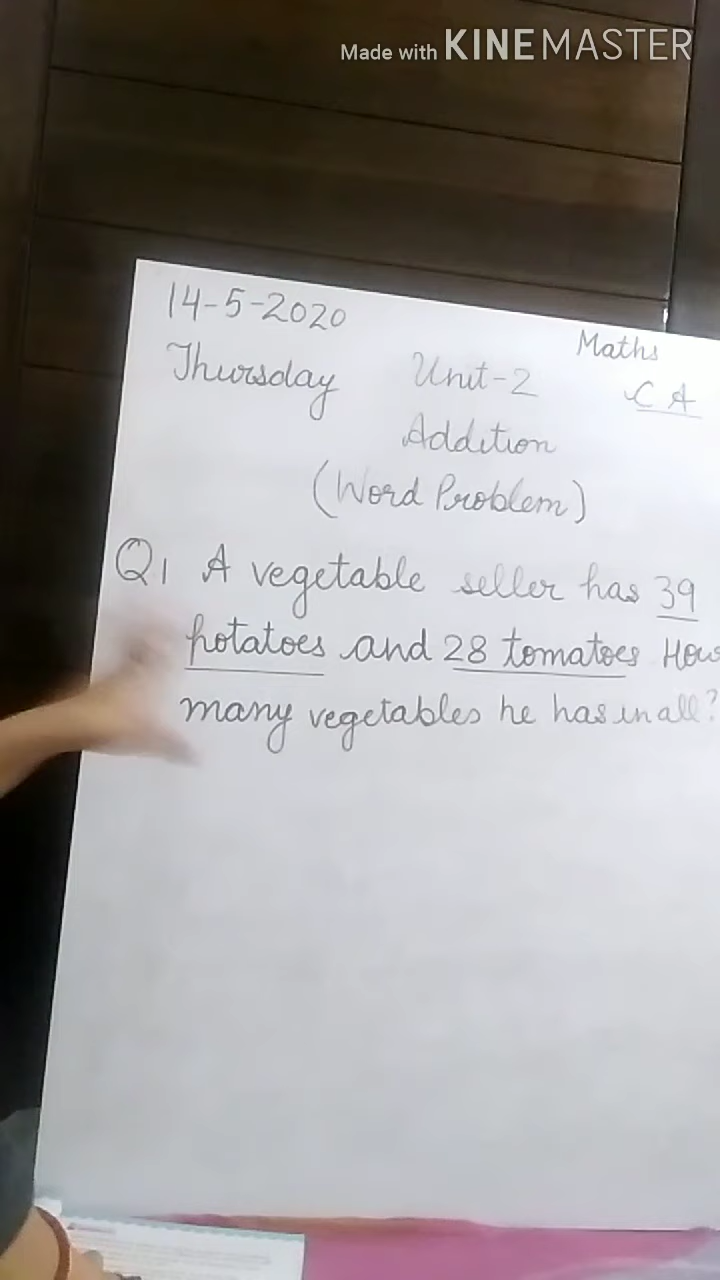 Made with KINEMASTER
14-5-2020
Maths
Thursday Unit-2 C A
Addition
(Word Problem)
Q1 A vegetable seller has 39
potatoes and 28 tomatoes How
many vegetables he has in all?